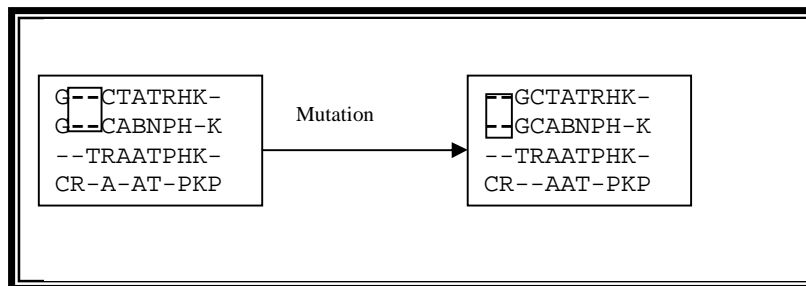 G--CTATRHK-
G--CABNPH-K
--TRAATPHK-
CR-A-AT-PKP
Mutation
--GCTATRHK-
--GCABNPH-K
--TRAATPHK-
CR--AAT-PKP